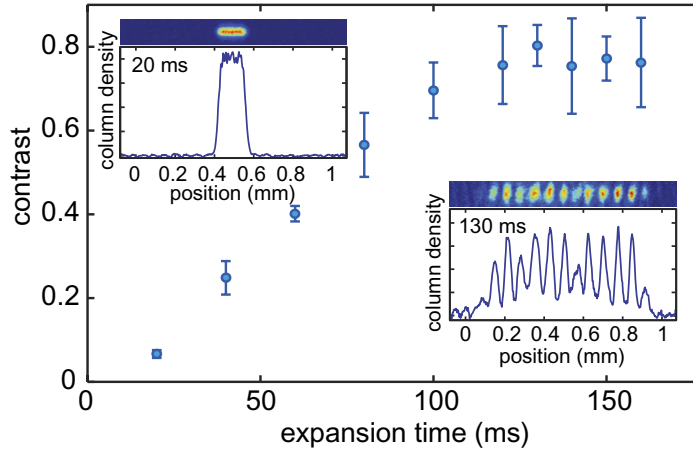 contrast
0.8
0.6
0.4
0.2
0
0
50
100
150
expansion time (ms)
20 ms
column density
0
0.2
0.4
0.6
0.8
1
position (mm)
130 ms
column density
0
0.2
0.4
0.6
0.8
1
position (mm)